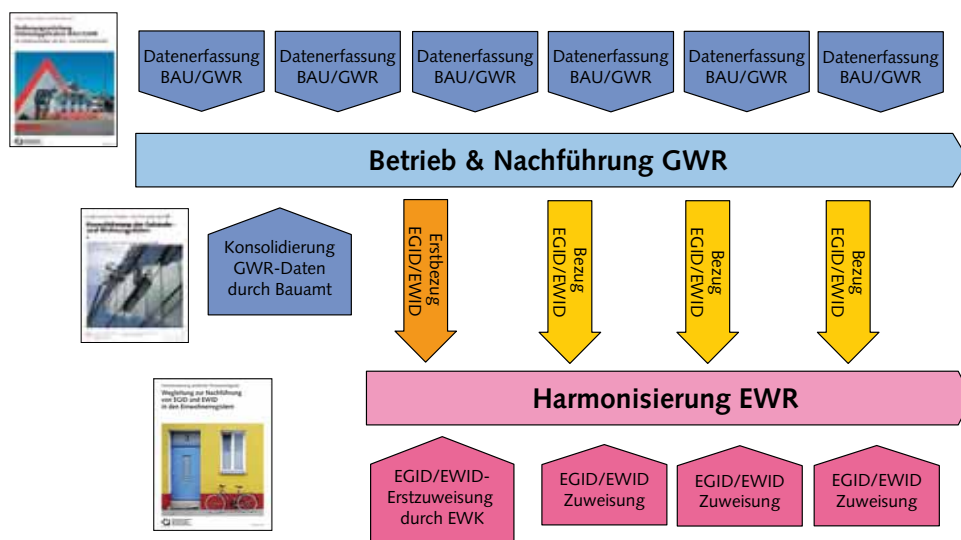 Datenerfassung
BAU/GWR
Datenerfassung
BAU/GWR
Datenerfassung
BAU/GWR
Datenerfassung
BAU/GWR
Datenerfassung
BAU/GWR
Datenerfassung
BAU/GWR
Betrieb & Nachführung GWR
Konsolidierung
GWR-Daten
durch Bauamt
Erstbezug
EGID/EWID
Bezug
EGID/EWID
Bezug
EGID/EWID
Bezug
EGID/EWID
Wegleitung zur Nachführung
von EGID und EWID
in den Einwohnerregistern
Harmonisierung EWR
EGID/EWID-
Erstzuweisung
durch EWK
EGID/EWID
Zuweisung
EGID/EWID
Zuweisung
EGID/EWID
Zuweisung